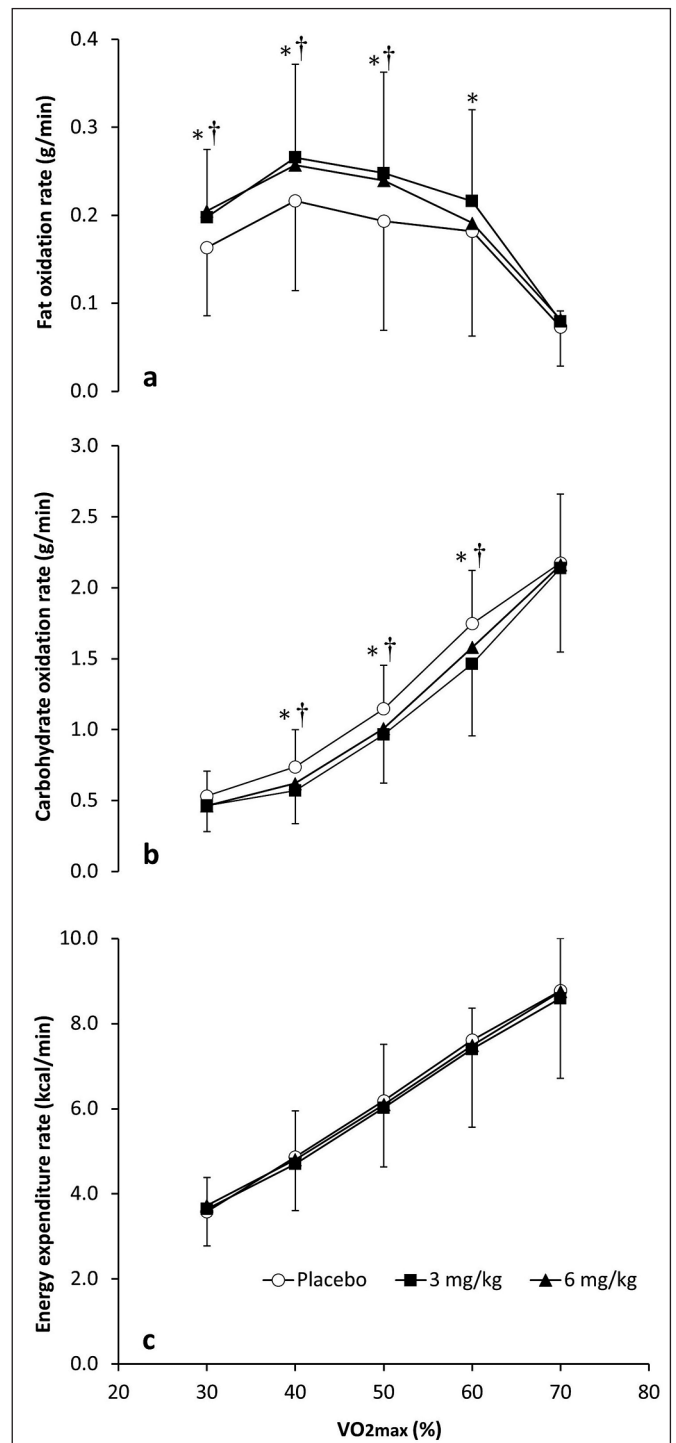 0.4
*†
*†
*
0.3
*†
0.2
0.1
0.0
a
Fat oxidation rate (g/min)
3.0
2.5
*†
2.0
*†
1.5
*†
1.0
0.5
0.0
b
Carbohydrate oxidation rate (g/min)
10.0
8.0
6.0
4.0
Placebo 3 mg/kg 6 mg/kg
2.0
0.0
c
Energy expenditure rate (kcal/min)
20 30 40 50 60 70 80
VO2max (%)